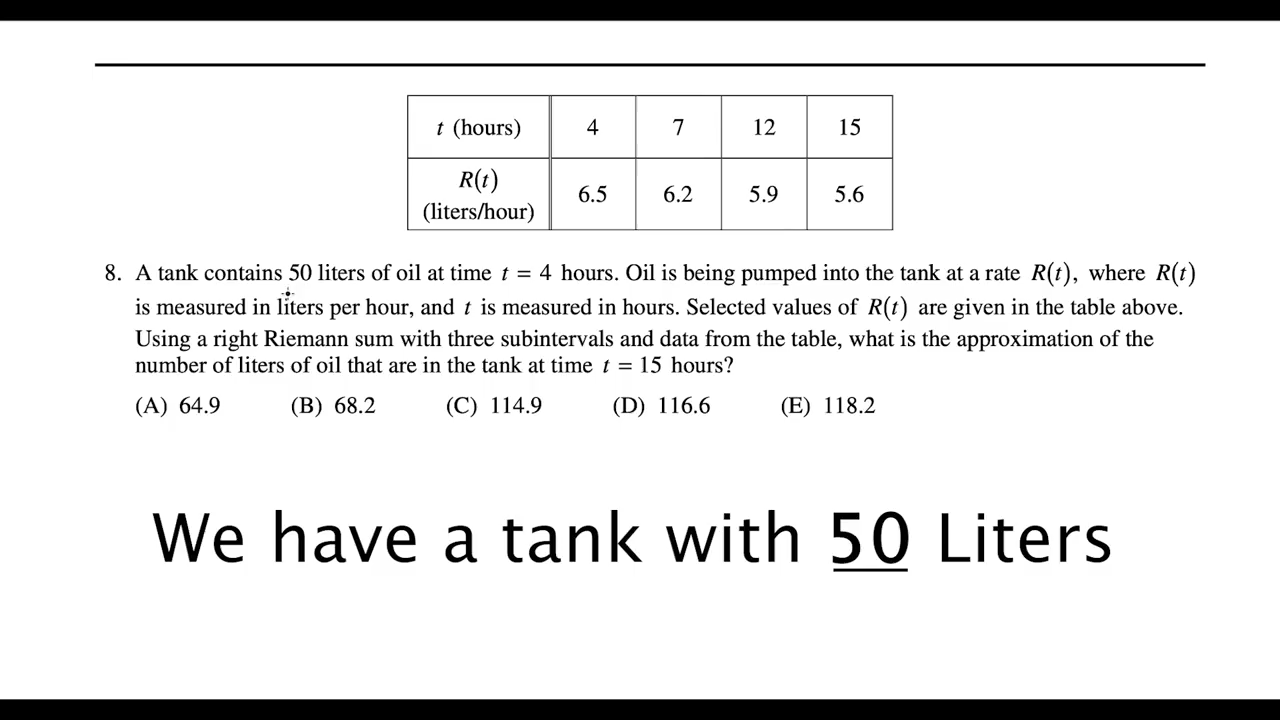 t (hours) 4 7 12 15
R(t)
(liters/hour) 6.5 6.2 5.9 5.6
8. A tank contains 50 liters of oil at time t = 4 hours. Oil is being pumped into the tank at a rate R(t), where R(t)
is measured in liters per hour, and t is measured in hours. Selected values of R(t) are given in the table above.
Using a right Riemann sum with three subintervals and data from the table, what is the approximation of the
number of liters of oil that are in the tank at time t = 15 hours?
(A) 64.9 (B) 68.2 (C) 114.9 (D) 116.6 (E) 118.2
We have a tank with 50 Liters